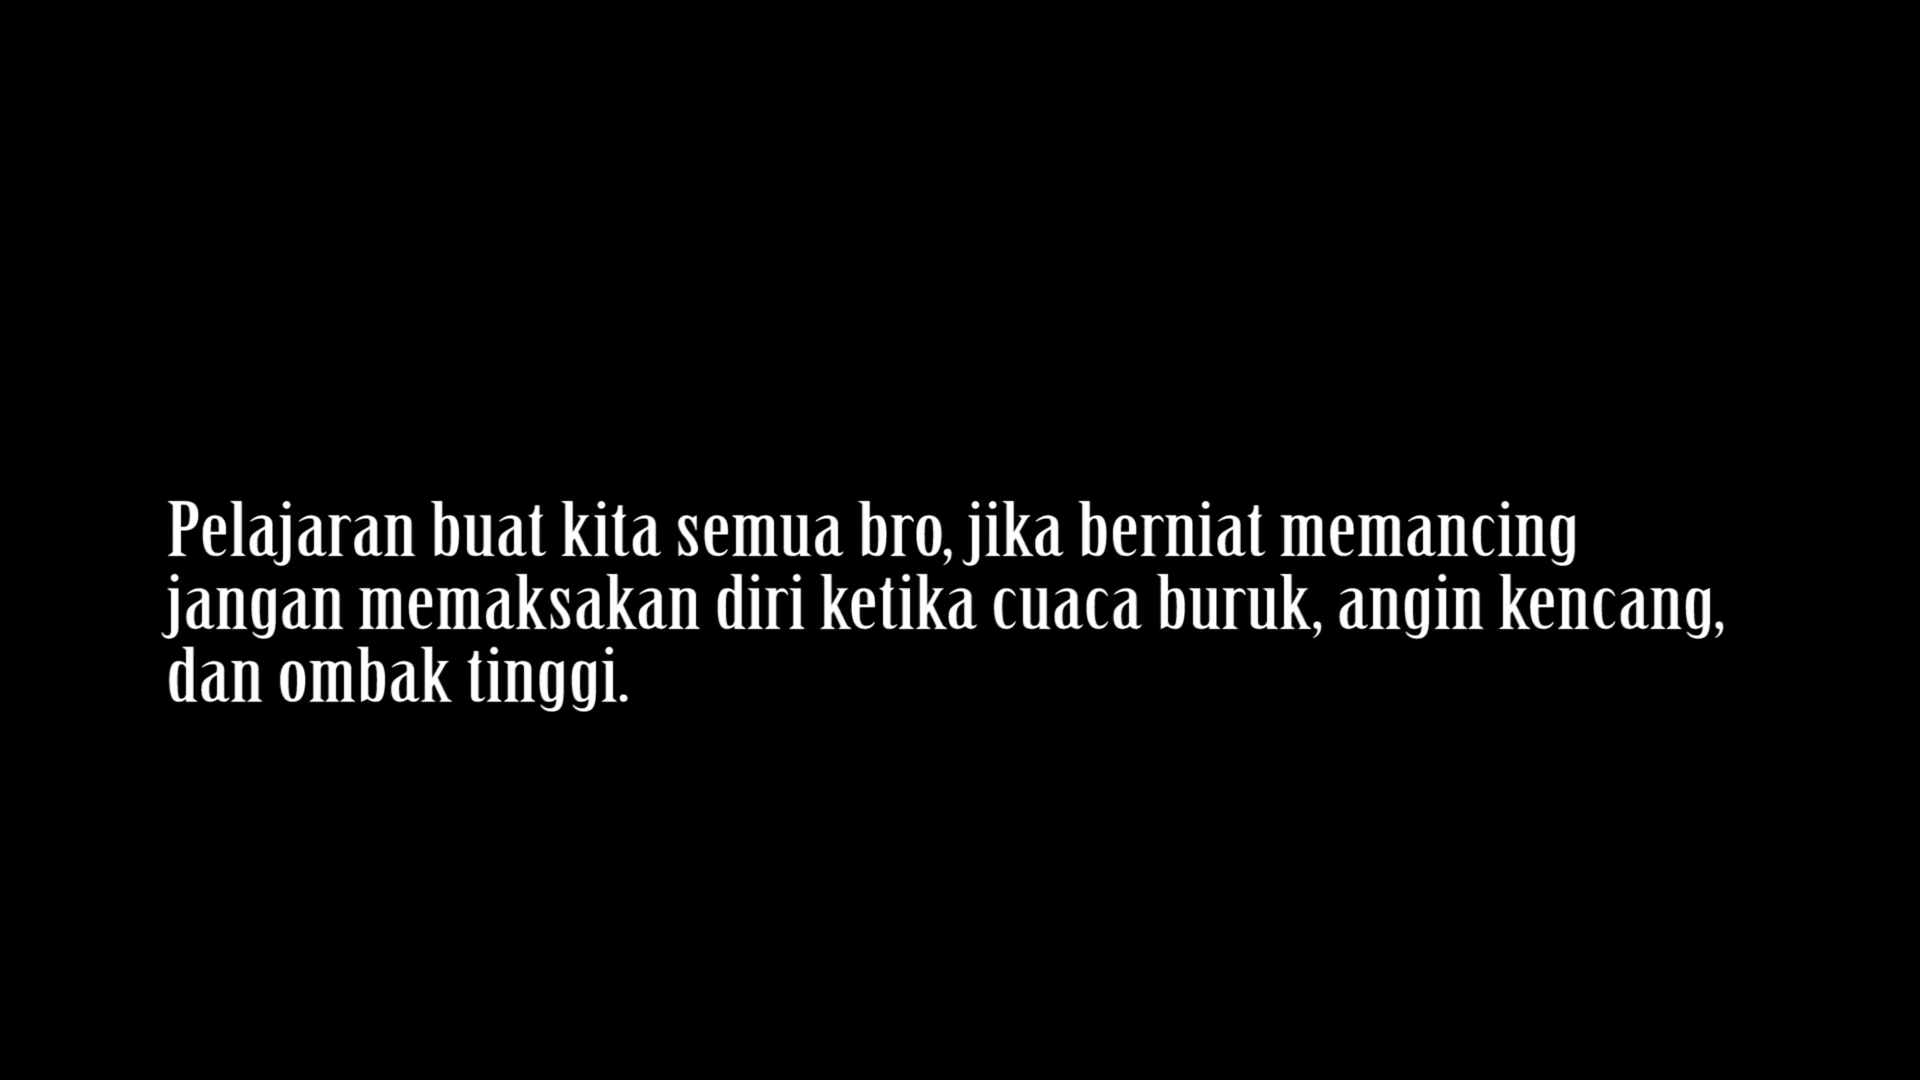 Pelajaran buat kita semua bro, jika berniat memancing
jangan memaksakan diri ketika cuaca buruk, angin kencang,
dan ombak tinggi.